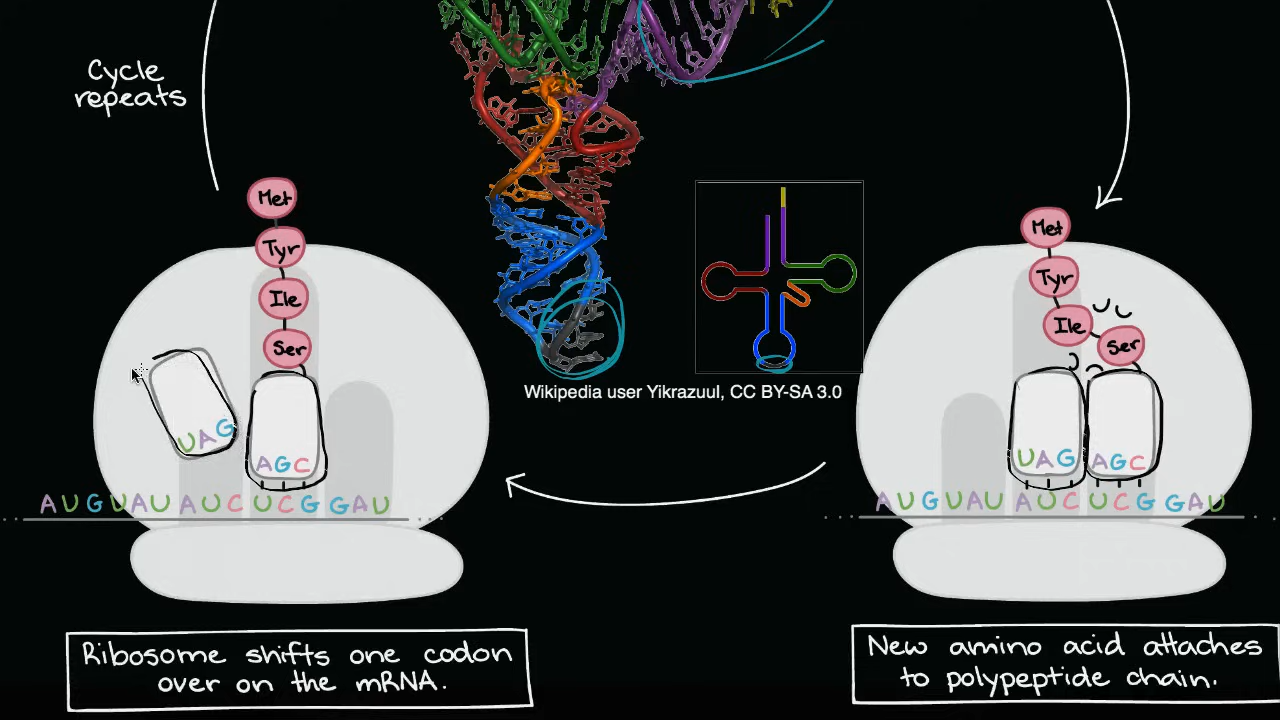 Cycle
repeats
Met
Tyr
Ile
Ser
UAG
AGC
AUGUAUAUCUCGGAU
Ribosome shifts one codon
over on the mRNA.
Wikipedia user Yikrazuul, CC BY-SA 3.0
Met
Tyr
Ile
Ser
UAG AGC
AUGUAUAUCUCGGAU
New amino acid attaches
to polypeptide chain.